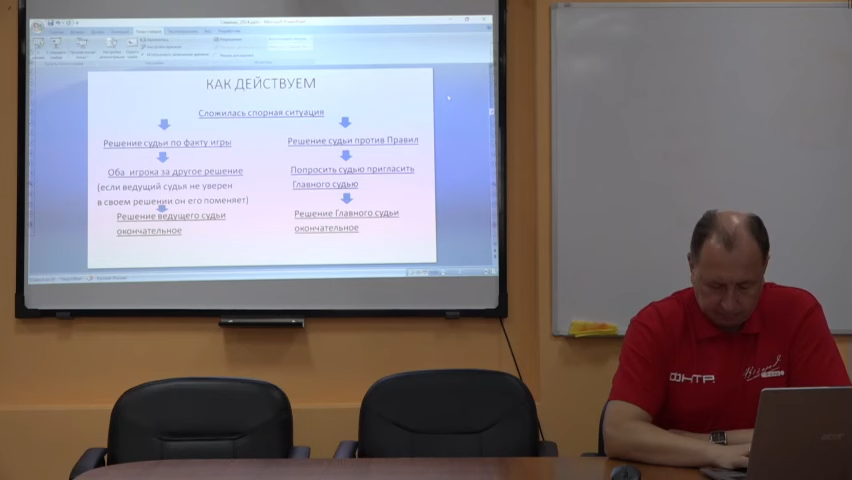 КАК ДЕЙСТВУЕМ
Сложилась спорная ситуация
Решение судьи по факту игры
Оба игрока за другое решение
(если ведущий судья не уверен
в своем решении он его поменяет)
Решение ведущего судьи
окончательное
Решение судьи против Правил
Попросить судью пригласить
Главного судью
Решение Главного судьи
окончательное
ФНТР
acer